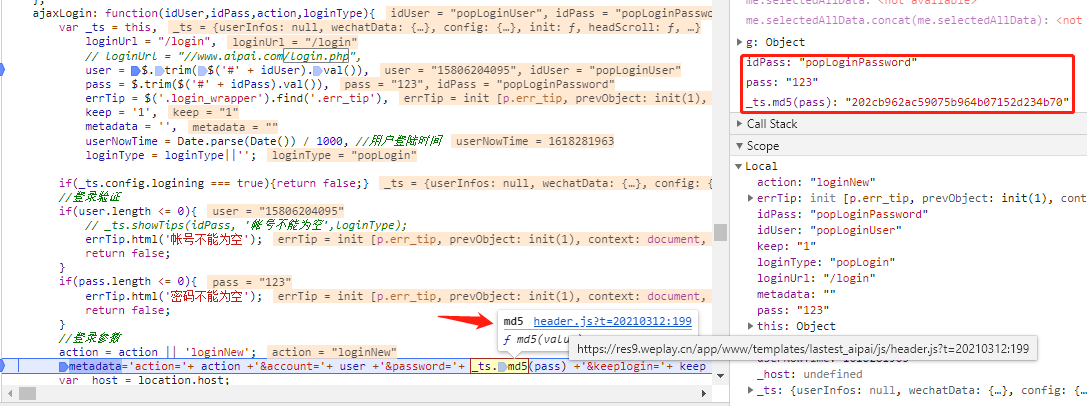 ajaxLogin: function(idUser,idPass,action,loginType){ idUser = "popLoginUser", idPass = "popLoginPassword
var _ts = this, _ts = {userInfos: null, wechatData: {…}, config: {…}, init: ƒ, headScroll: ƒ, …}
loginUrl = "/login", loginUrl = "/login"
// loginUrl = "//www.aipai.com/login.php",
user = $.trim($('#' + idUser).val()), user = "15806204095", idUser = "popLoginUser"
pass = $.trim($('#' + idPass).val()), pass = "123", idPass = "popLoginPassword"
errTip = $('.login_wrapper').find('.err_tip'), errTip = init [p.err_tip, prevObject: init(1),
keep = '1', keep = "1"
metadata = '', metadata = ""
userNowTime = Date.parse(Date()) / 1000, //用户登陆时间 userNowTime = 1618281963
loginType = loginType||''; loginType = "popLogin"
if(_ts.config.logining === true){return false;} _ts = {userInfos: null, wechatData: {…}, config: {
//登录验证
if(user.length <= 0){ user = "15806204095"
// _ts.showTips(idPass, '帐号不能为空',loginType);
errTip.html('帐号不能为空'); errTip = init [p.err_tip, prevObject: init(1), context: document,
return false;
}
if(pass.length <= 0){ pass = "123"
errTip.html('密码不能为空'); errTip = init [p.err_tip, prevObject: init(1), context: document,
return false;
}
//登录参数
action = action || 'loginNew'; action = "loginNew"
metadata='action='+ action +'&account='+ user +'&password='+ _ts.md5(pass) +'&keeplogin='+ keep
var _host = location.host;
md5 header.js?t=20210312:199
ƒ md5(valu
https://res9.weplay.cn/app/www/templates/lastest_aipai/js/header.js?t=20210312:199
me.selectedAllData: <not available>
me.selectedAllData.concat(me.selectedAllData): <not
g: Object
idPass: "popLoginPassword"
pass: "123"
_ts.md5(pass): "202cb962ac59075b964b07152d234b70"
Call Stack
Scope
Local
action: "loginNew"
errTip: init [p.err_tip, prevObject: init(1), cont
idPass: "popLoginPassword"
idUser: "popLoginUser"
keep: "1"
loginType: "popLogin"
loginUrl: "/login"
metadata: ""
pass: "123"
this: Object
_host: undefined
_ts: {userInfos: null, wechatData: {…}, config: {…},